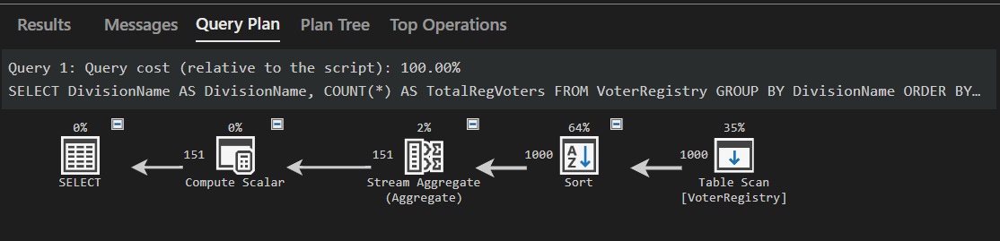 Results Messages Query Plan Plan Tree Top Operations
Query 1: Query cost (relative to the script): 100.00%
SELECT DivisionName AS DivisionName, COUNT(*) AS TotalRegVoters FROM VoterRegistry GROUP BY DivisionName ORDER BY…
0% 0% 2% 64% 35%
151 151 1000 1000
A
Z
SELECT Compute Scalar Stream Aggregate Sort Table Scan
(Aggregate) [VoterRegistry]